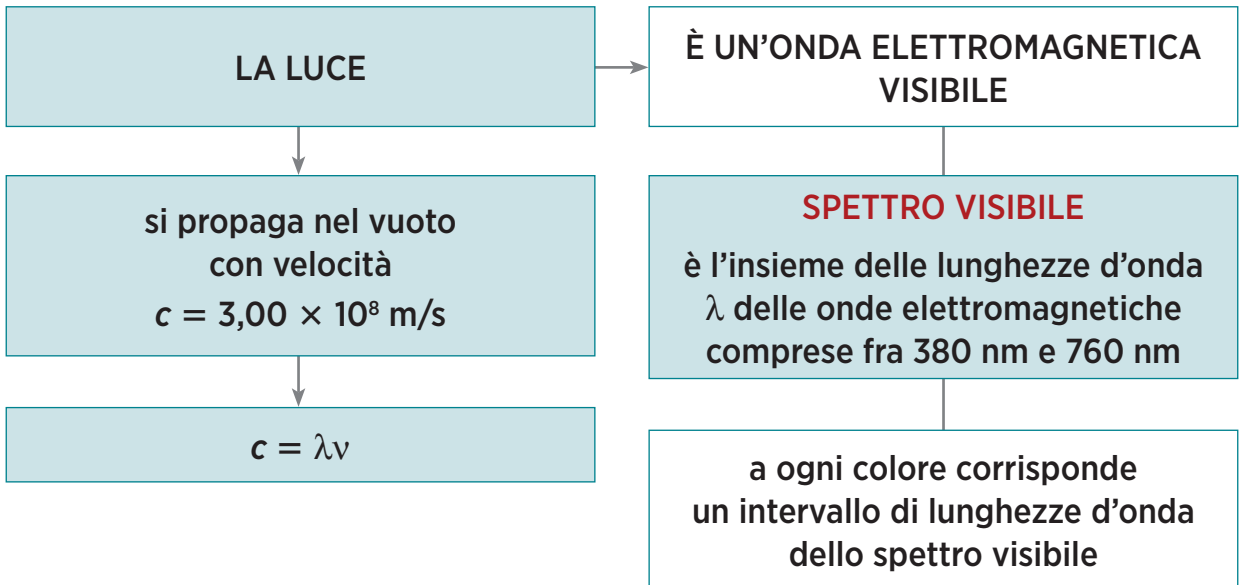 LA LUCE
È UN’ONDA ELETTROMAGNETICA
VISIBILE
si propaga nel vuoto
con velocità
c = 3,00 × 10⁸ m/s
c = λν
SPETTRO VISIBILE
è l’insieme delle lunghezze d’onda
λ delle onde elettromagnetiche
comprese fra 380 nm e 760 nm
a ogni colore corrisponde
un intervallo di lunghezze d’onda
dello spettro visibile